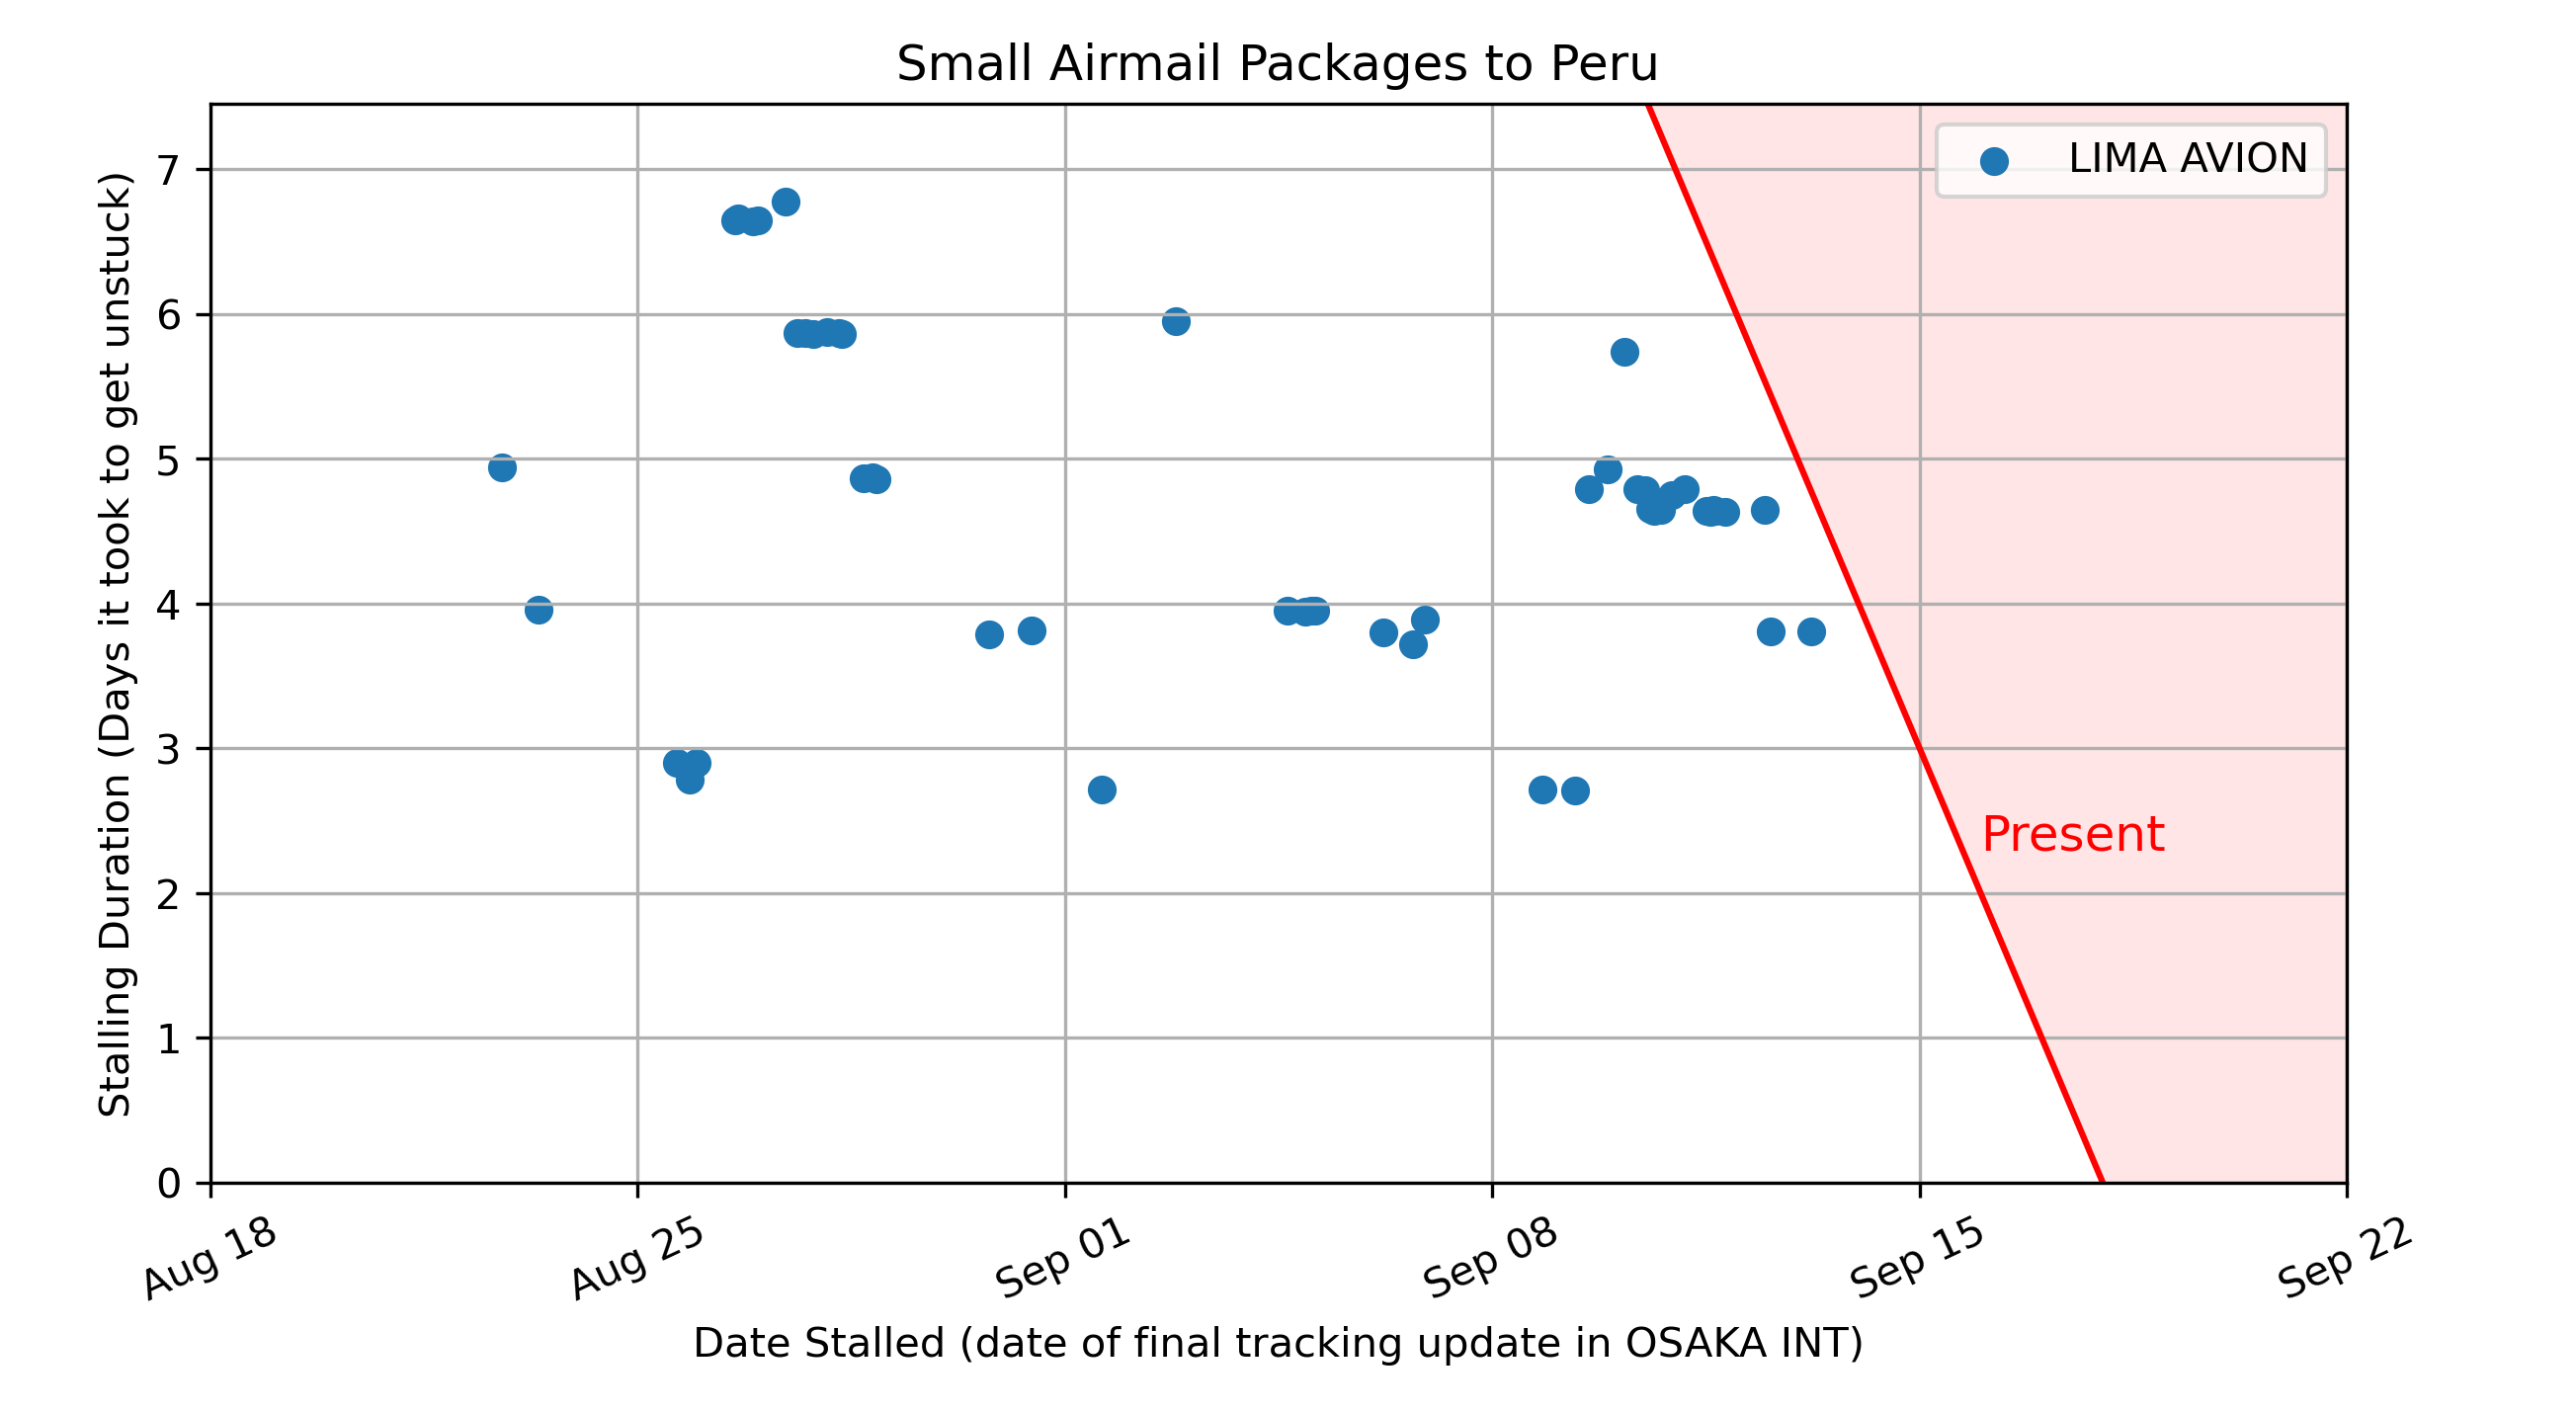 Small Airmail Packages to Peru
LIMA AVION
Stalling Duration (Days it took to get unstuck)
7
6
5
4
3
2
1
0
Present
Aug 18
Aug 25
Sep 01
Sep 08
Sep 15
Sep 22
Date Stalled (date of final tracking update in OSAKA INT)